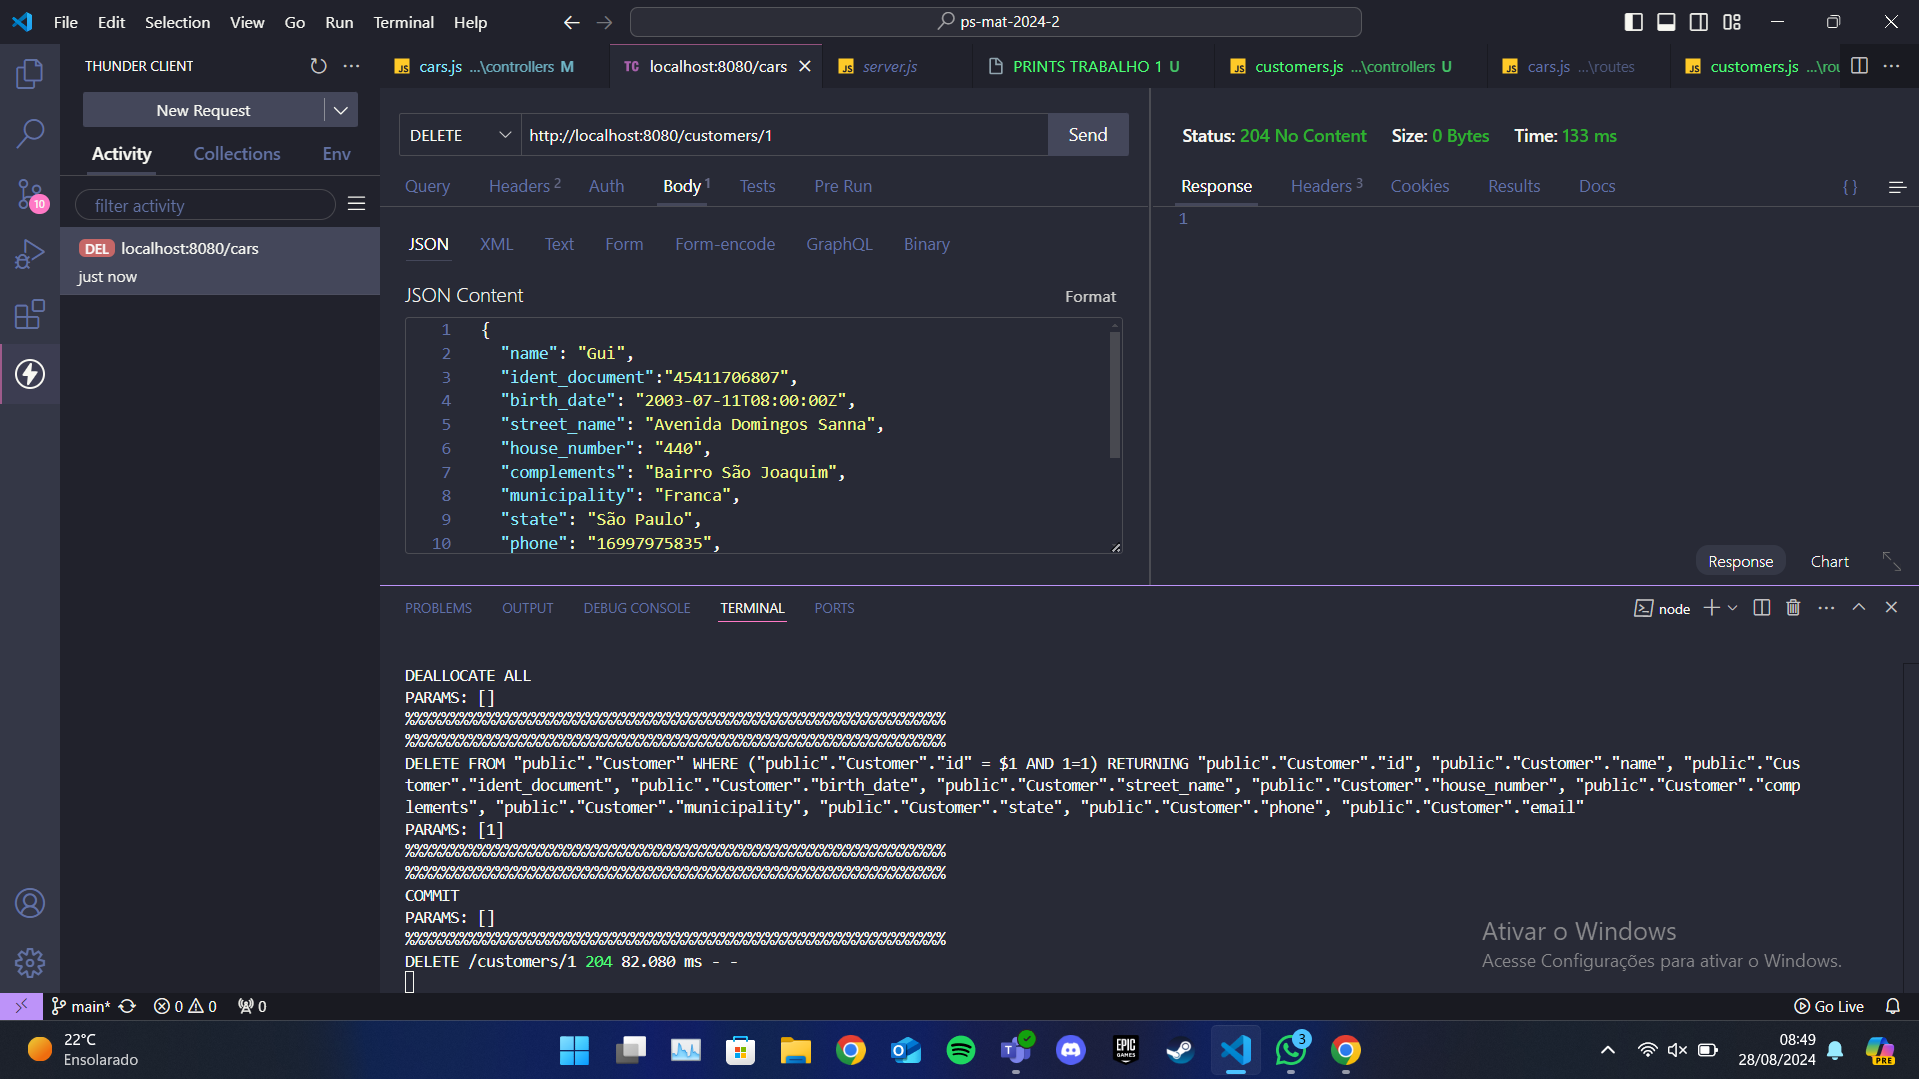 File Edit Selection View Go Run Terminal Help
ps-mat-2024-2
THUNDER CLIENT
New Request
Activity Collections Env
filter activity
DEL localhost:8080/cars
just now
10
JS cars.js ...\controllers M
TC localhost:8080/cars
JS server.js
PRINTS TRABALHO 1 U
JS customers.js ...\controllers U
JS cars.js ...\routes
JS customers.js ...\rou
DELETE http://localhost:8080/customers/1 Send
Query Headers 2 Auth Body 1 Tests Pre Run
JSON XML Text Form Form-encode GraphQL Binary
JSON Content Format
1 {
2 "name": "Gui",
3 "ident_document":"45411706807",
4 "birth_date": "2003-07-11T08:00:00Z",
5 "street_name": "Avenida Domingos Sanna",
6 "house_number": "440",
7 "complements": "Bairro São Joaquim",
8 "municipality": "Franca",
9 "state": "São Paulo",
10 "phone": "16997975835",
Status: 204 No Content Size: 0 Bytes Time: 133 ms
Response Headers 3 Cookies Results Docs { }
1
Response Chart
PROBLEMS OUTPUT DEBUG CONSOLE TERMINAL PORTS
node
DEALLOCATE ALL
PARAMS: []
%%%%%%%%%%%%%%%%%%%%%%%%%%%%%%%%%%%%%%%%%%%%%%%%%%%%%%%%%%%%
%%%%%%%%%%%%%%%%%%%%%%%%%%%%%%%%%%%%%%%%%%%%%%%%%%%%%%%%%%%%
DELETE FROM "public"."Customer" WHERE ("public"."Customer"."id" = $1 AND 1=1) RETURNING "public"."Customer"."id", "public"."Customer"."name", "public"."Cus
tomer"."ident_document", "public"."Customer"."birth_date", "public"."Customer"."street_name", "public"."Customer"."house_number", "public"."Customer"."comp
lements", "public"."Customer"."municipality", "public"."Customer"."state", "public"."Customer"."phone", "public"."Customer"."email"
PARAMS: [1]
%%%%%%%%%%%%%%%%%%%%%%%%%%%%%%%%%%%%%%%%%%%%%%%%%%%%%%%%%%%%
%%%%%%%%%%%%%%%%%%%%%%%%%%%%%%%%%%%%%%%%%%%%%%%%%%%%%%%%%%%%
COMMIT
PARAMS: []
%%%%%%%%%%%%%%%%%%%%%%%%%%%%%%%%%%%%%%%%%%%%%%%%%%%%%%%%%%%%
DELETE /customers/1 204 82.080 ms - -
Ativar o Windows
Acesse Configurações para ativar o Windows.
main* 0 0 0
Go Live
22°C
Ensolarado
EPIC GAMES
3
08:49
28/08/2024
PRE